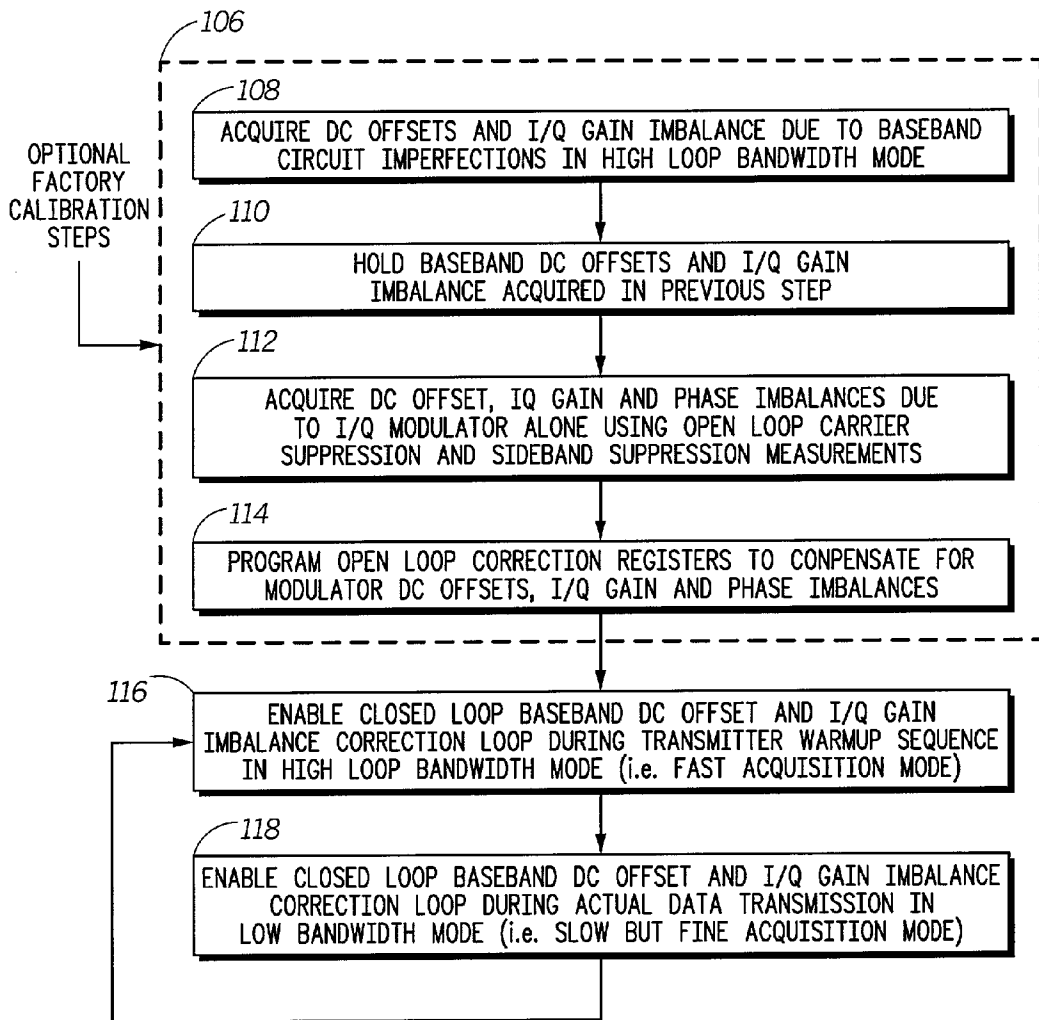 106
OPTIONAL
FACTORY
CALIBRATION
STEPS
108
ACQUIRE DC OFFSETS AND I/Q GAIN IMBALANCE DUE TO BASEBAND
CIRCUIT IMPERFECTIONS IN HIGH LOOP BANDWIDTH MODE
110
HOLD BASEBAND DC OFFSETS AND I/Q GAIN
IMBALANCE ACQUIRED IN PREVIOUS STEP
112
ACQUIRE DC OFFSET, IQ GAIN AND PHASE IMBALANCES DUE
TO I/Q MODULATOR ALONE USING OPEN LOOP CARRIER
SUPPRESSION AND SIDEBAND SUPPRESSION MEASUREMENTS
114
PROGRAM OPEN LOOP CORRECTION REGISTERS TO CONPENSATE FOR
MODULATOR DC OFFSETS, I/Q GAIN AND PHASE IMBALANCES
116
ENABLE CLOSED LOOP BASEBAND DC OFFSET AND I/Q GAIN
IMBALANCE CORRECTION LOOP DURING TRANSMITTER WARMUP SEQUENCE
IN HIGH LOOP BANDWIDTH MODE (i.e. FAST ACQUISITION MODE)
118
ENABLE CLOSED LOOP BASEBAND DC OFFSET AND I/Q GAIN IMBALANCE
CORRECTION LOOP DURING ACTUAL DATA TRANSMISSION IN
LOW BANDWIDTH MODE (i.e. SLOW BUT FINE ACQUISITION MODE)